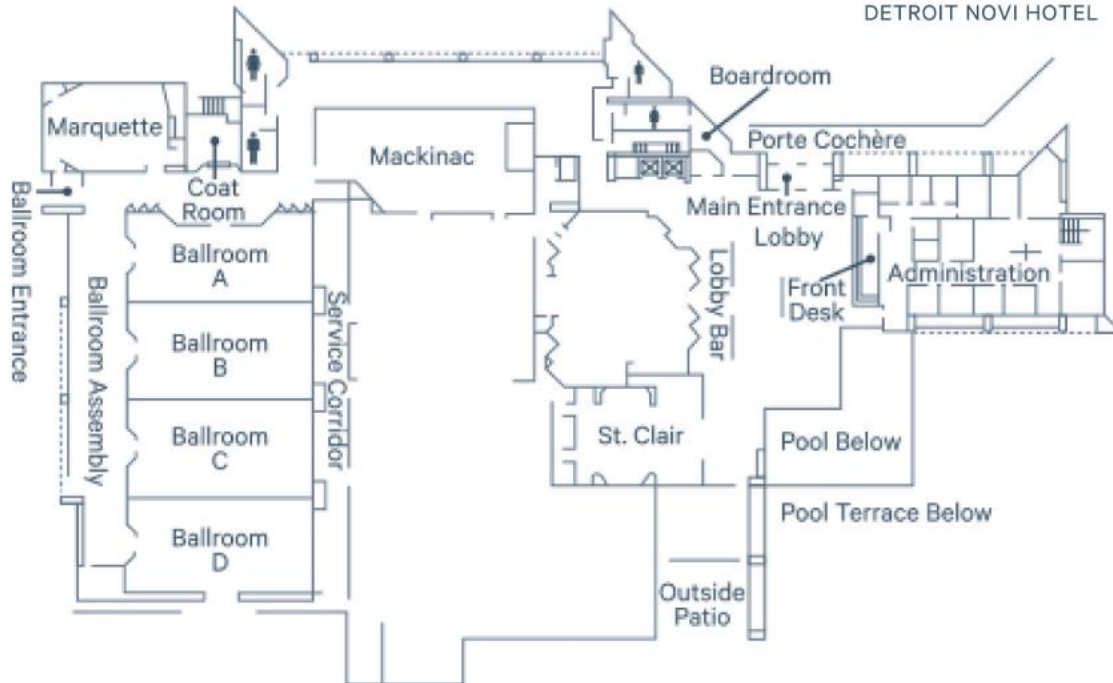 DETROIT NOVI HOTEL
Boardroom
Marquette
Mackinac
Porte Cochère
Coat
Room
Main Entrance
Lobby
Ballroom Entrance
Ballroom
A
Lobby Bar
Front
Desk
Administration
Ballroom Assembly
Service Corridor
Ballroom
B
Ballroom
C
St. Clair
Pool Below
Pool Terrace Below
Ballroom
D
Outside
Patio